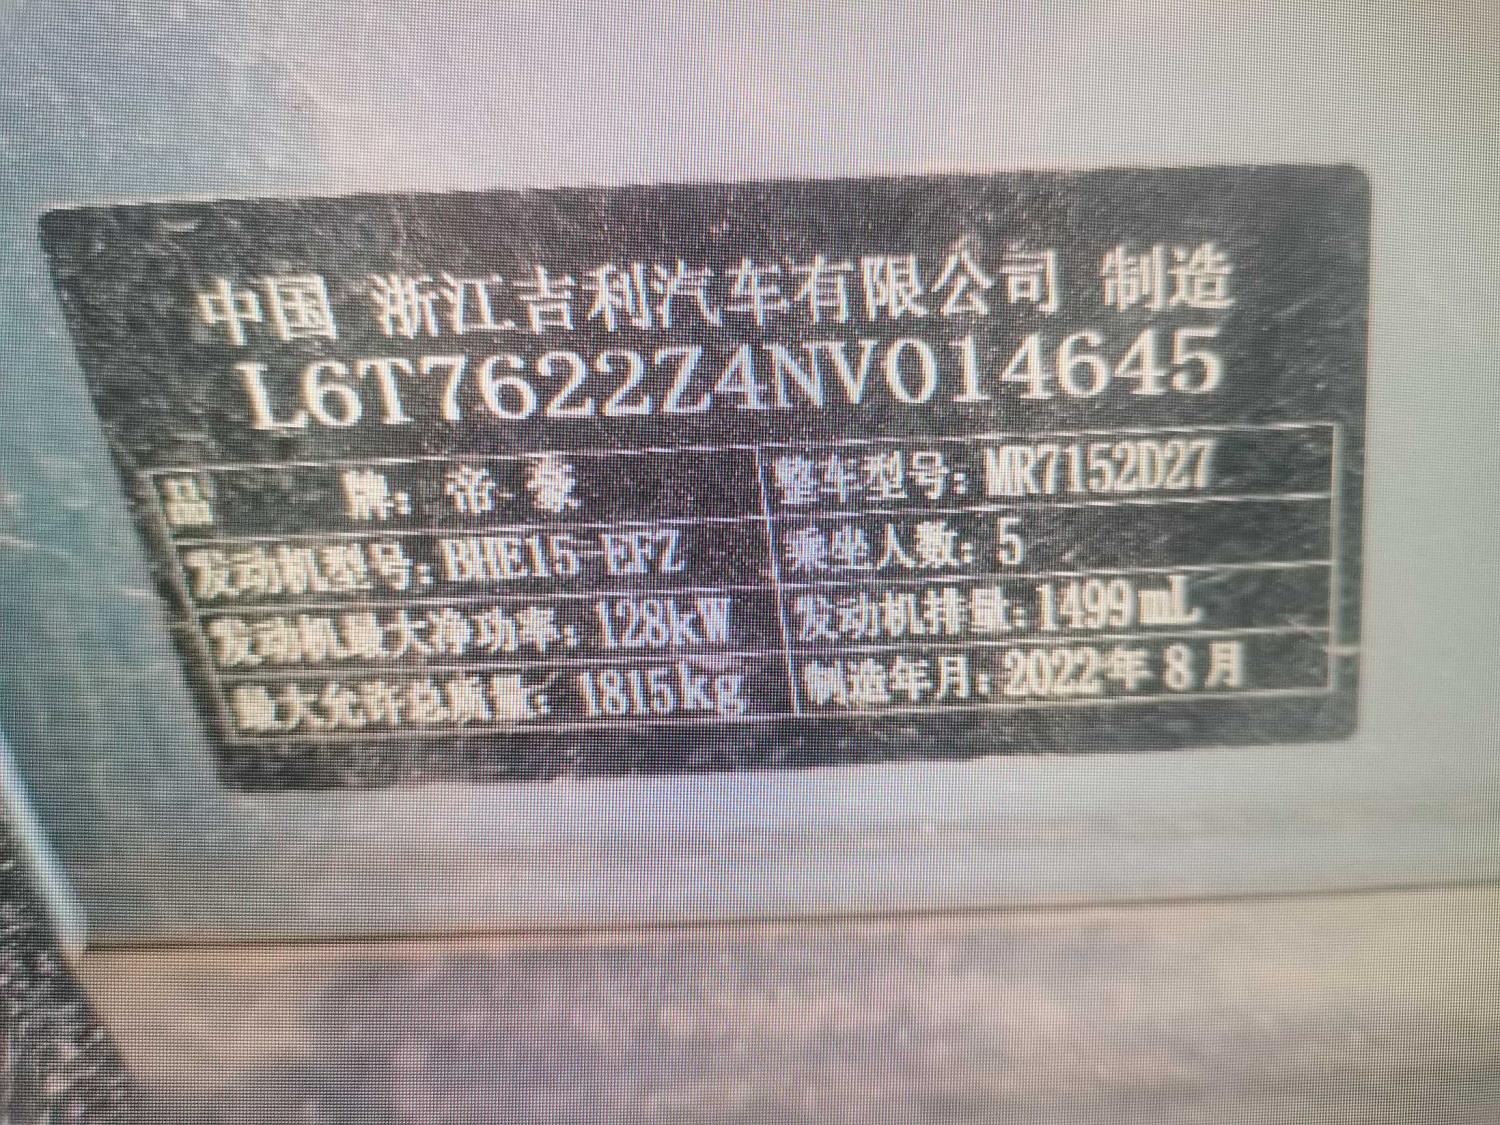 中国 浙江吉利汽车有限公司 制造
L6T7622Z4NV014645
品 牌: 帝豪 整车型号: MR7152D27
发动机型号: BHE15-EFZ 乘坐人数: 5
发动机最大净功率: 128kW 发动机排量: 1499mL
最大允许总质量: 1815kg 制造年月: 2022年8月